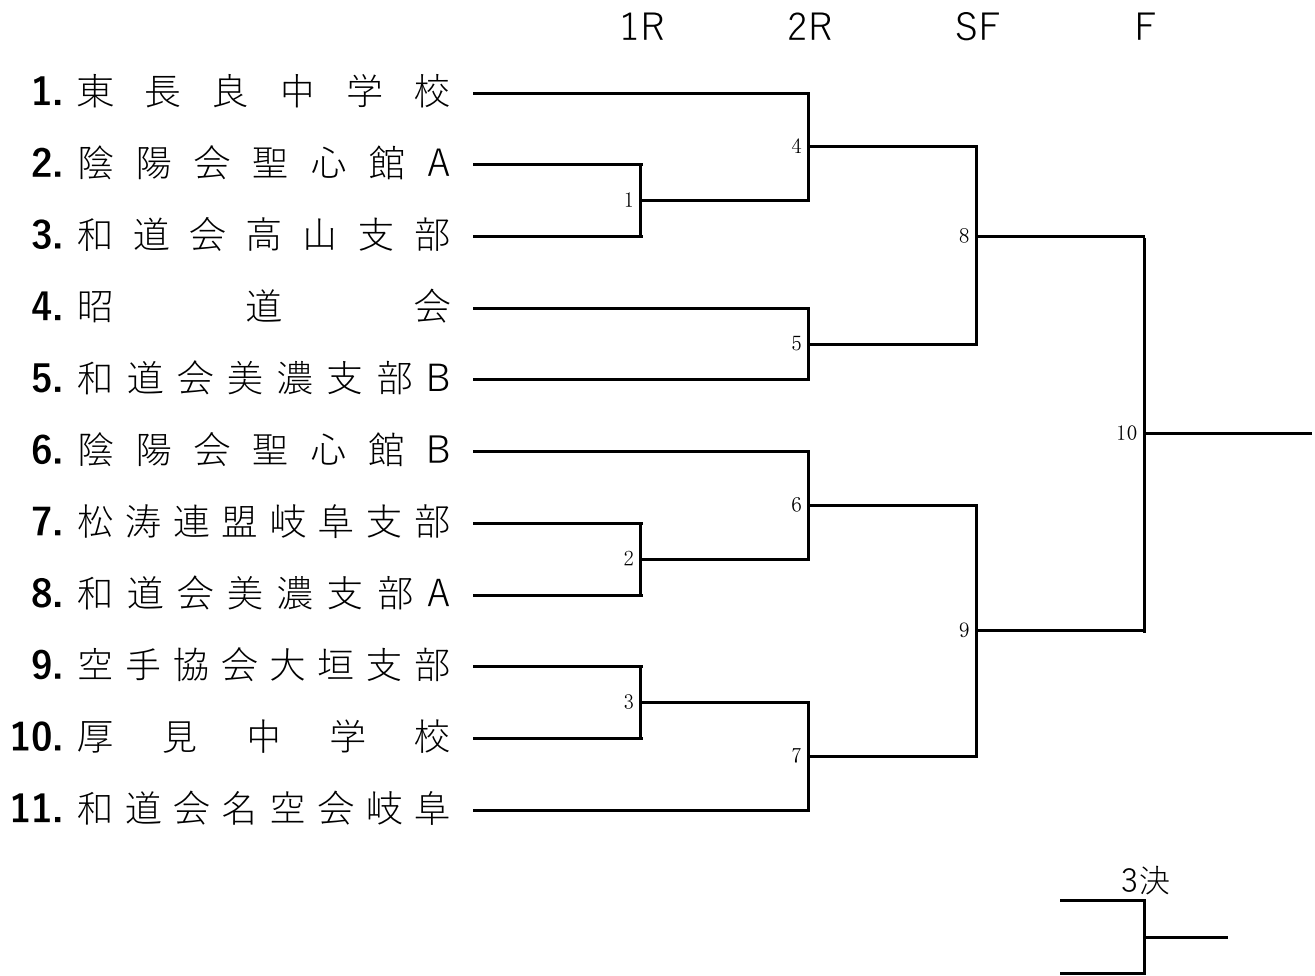 1R 2R SF F
1. 東長良中学校
2. 陰陽会聖心館A
3. 和道会高山支部
4. 昭道会
5. 和道会美濃支部B
6. 陰陽会聖心館B
7. 松涛連盟岐阜支部
8. 和道会美濃支部A
9. 空手協会大垣支部
10. 厚見中学校
11. 和道会名空会岐阜
1
2
3
4
5
6
7
8
9
10
3決